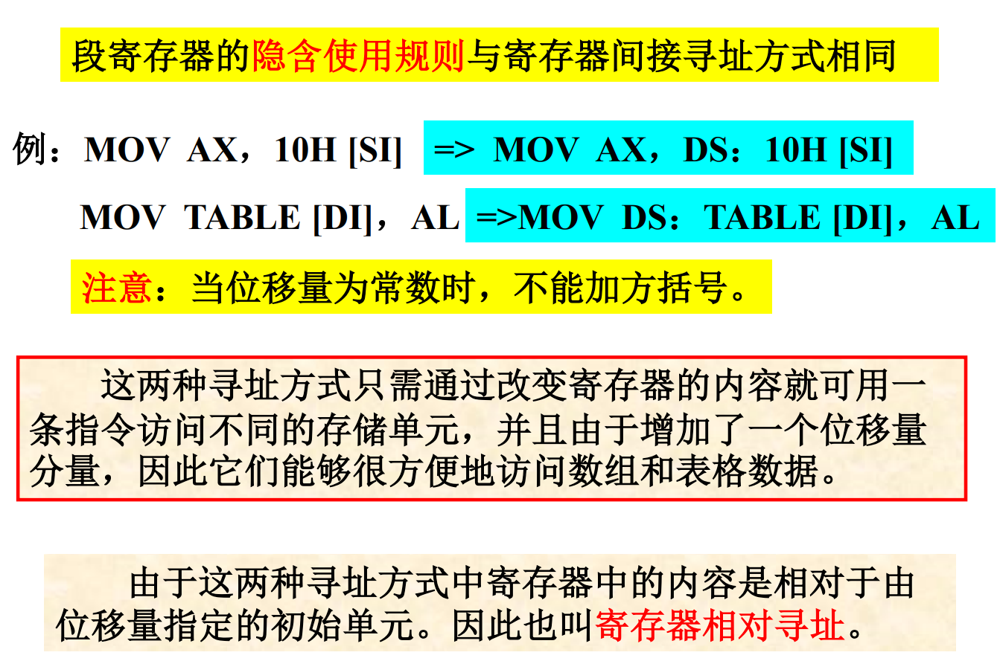 段寄存器的隐含使用规则与寄存器间接寻址方式相同
例：MOV AX，10H [SI] => MOV AX，DS：10H [SI]
MOV TABLE [DI]，AL =>MOV DS：TABLE [DI]，AL
注意：当位移量为常数时，不能加方括号。
这两种寻址方式只需通过改变寄存器的内容就可用一
条指令访问不同的存储单元，并且由于增加了一个位移量
分量，因此它们能够很方便地访问数组和表格数据。
由于这两种寻址方式中寄存器中的内容是相对于由
位移量指定的初始单元。因此也叫寄存器相对寻址。